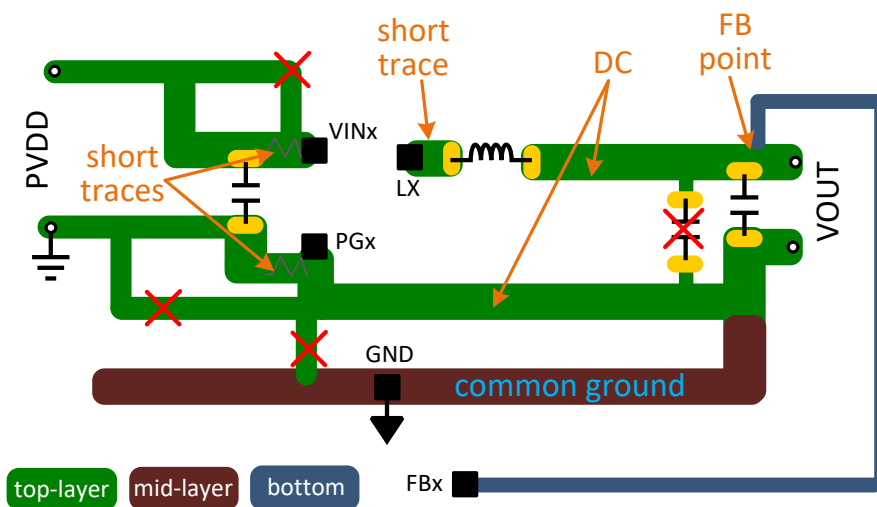 short
trace
DC
FB
point
PVDD
VINx
short
traces
LX
PGx
VOUT
GND
common ground
top-layer
mid-layer
bottom
FBx